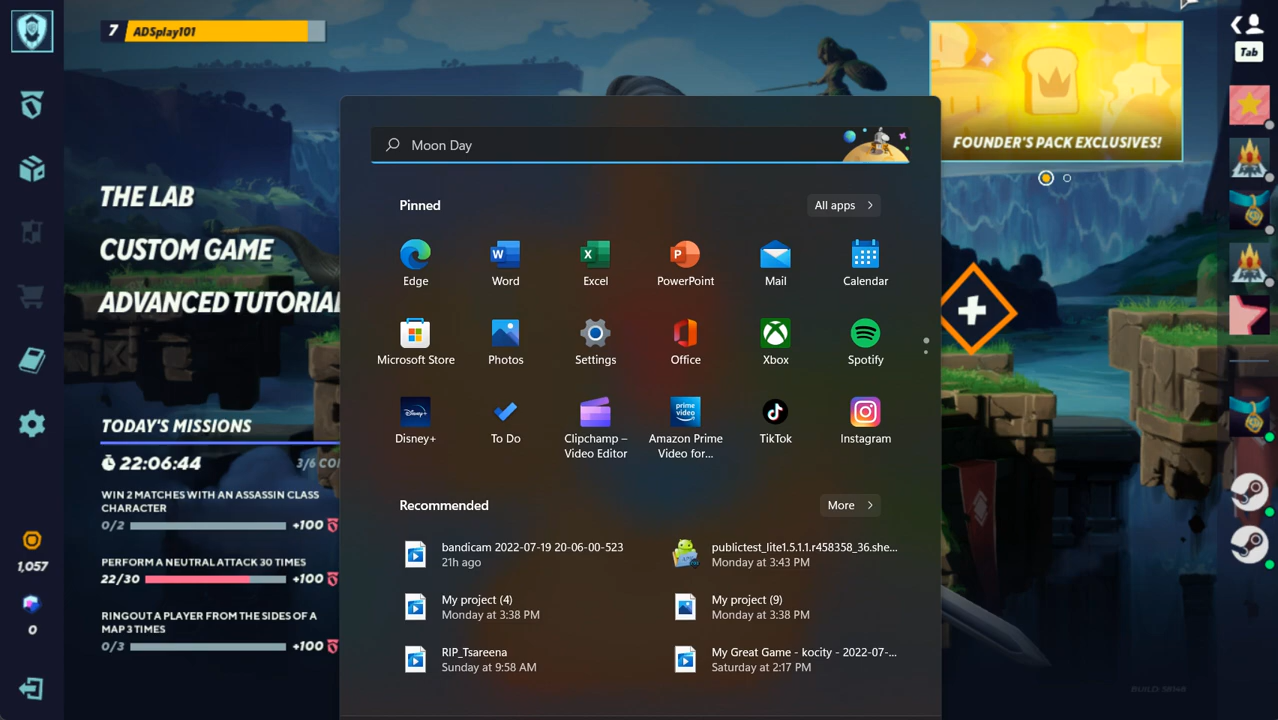 7 ADSplay101
Tab
FOUNDER'S PACK EXCLUSIVES!
THE LAB
CUSTOM GAME
ADVANCED TUTORIAL
TODAY'S MISSIONS
22:06:44
3/6
WIN 2 MATCHES WITH AN ASSASSIN CLASS
CHARACTER
0/2 +100
PERFORM A NEUTRAL ATTACK 30 TIMES
22/30 +100
RINGOUT A PLAYER FROM THE SIDES OF A
MAP 3 TIMES
0/3 +100
1,057
0
Moon Day
Pinned
All apps
Edge
Word
Excel
PowerPoint
Mail
Calendar
Microsoft Store
Photos
Settings
Office
Xbox
Spotify
Disney+
To Do
Clipchamp –
Video Editor
prime
video
Amazon Prime
Video for...
TikTok
Instagram
Recommended
More
bandicam 2022-07-19 20-06-00-523
21h ago
publictest_lite1.5.1.1.r458358_36.she...
Monday at 3:43 PM
My project (4)
Monday at 3:38 PM
My project (9)
Monday at 3:38 PM
RIP_Tsareena
Sunday at 9:58 AM
My Great Game - kocity - 2022-07-...
Saturday at 2:17 PM